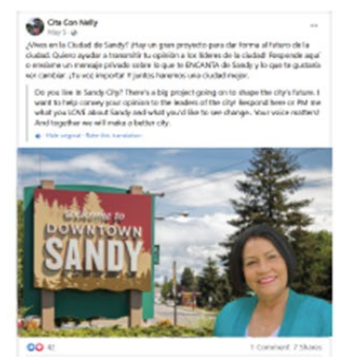 Cita Con Nelly
May 5
¿Vives en la Ciudad de Sandy? ¡Hay un gran proyecto para dar forma al futuro de la
ciudad. Quiero ayudar a transmitir tu opinión a los líderes de la ciudad! Responde aquí
o envíame un mensaje privado sobre lo que te ENCANTA de Sandy y lo que te gustaría
ver cambiar. ¡Tu voz importa! Y juntos haremos una ciudad mejor.
Do you live in Sandy City? There's a big project going on to shape the city's future. I
want to help convey your opinion to the leaders of the city! Respond here or PM me
what you LOVE about Sandy and what you'd like to see change. Your voice matters!
And together we will make a better city.
Hide original · Rate this translation
welcome to
DOWNTOWN
SANDY
42
1 Comment 7 Shares